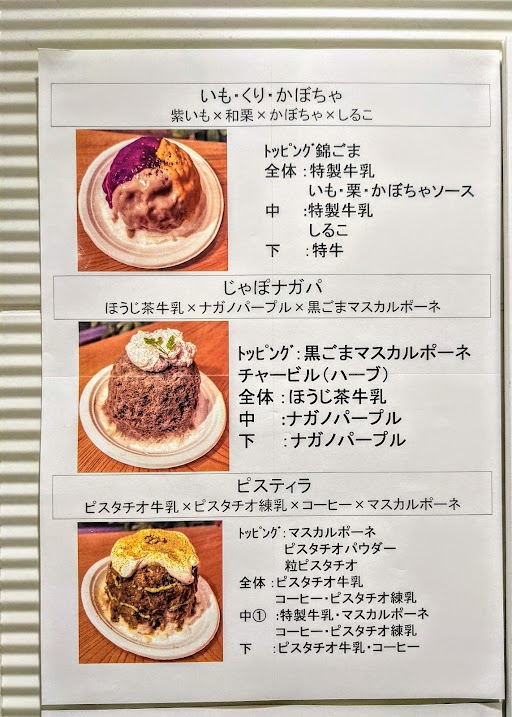 いも・くり・かぼちゃ
紫いも×和栗×かぼちゃ×しるこ
ﾄｯﾋﾟﾝｸﾞ錦ごま
全体：特製牛乳
いも・栗・かぼちゃソース
中　：特製牛乳
しるこ
下　：特牛
じゃぽナガパ
ほうじ茶牛乳×ナガノパープル×黒ごまマスカルポーネ
ﾄｯﾋﾟﾝｸﾞ：黒ごまマスカルポーネ
チャービル（ハーブ）
全体：ほうじ茶牛乳
中　：ナガノパープル
下　：ナガノパープル
ピスティラ
ピスタチオ牛乳×ピスタチオ練乳×コーヒー×マスカルポーネ
ﾄｯﾋﾟﾝｸﾞ：マスカルポーネ
ピスタチオパウダー
粒ピスタチオ
全体：ピスタチオ牛乳
コーヒー・ピスタチオ練乳
中①　：特製牛乳・マスカルポーネ
コーヒー・ピスタチオ練乳
下　：ピスタチオ牛乳・コーヒー